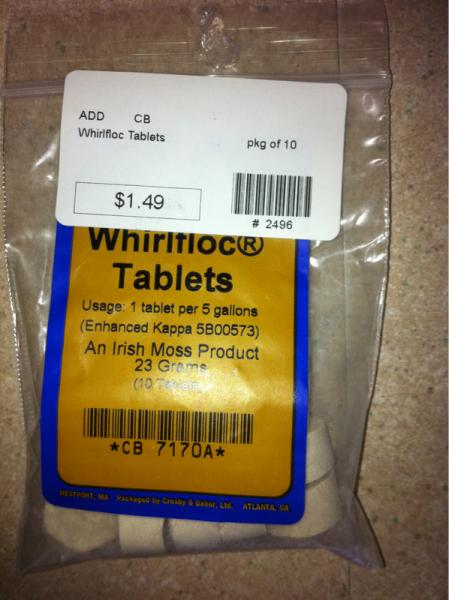 ADD CB
Whirlfloc Tablets
pkg of 10
$1.49
# 2496
Whirlfloc®
Tablets
Usage: 1 tablet per 5 gallons
(Enhanced Kappa 5B00573)
An Irish Moss Product
23 Grams
(10 Tablets)
*CB 7170A*
WESTPORT, MA Packaged by Crosby & Baker, Ltd. ATLANTA, GA